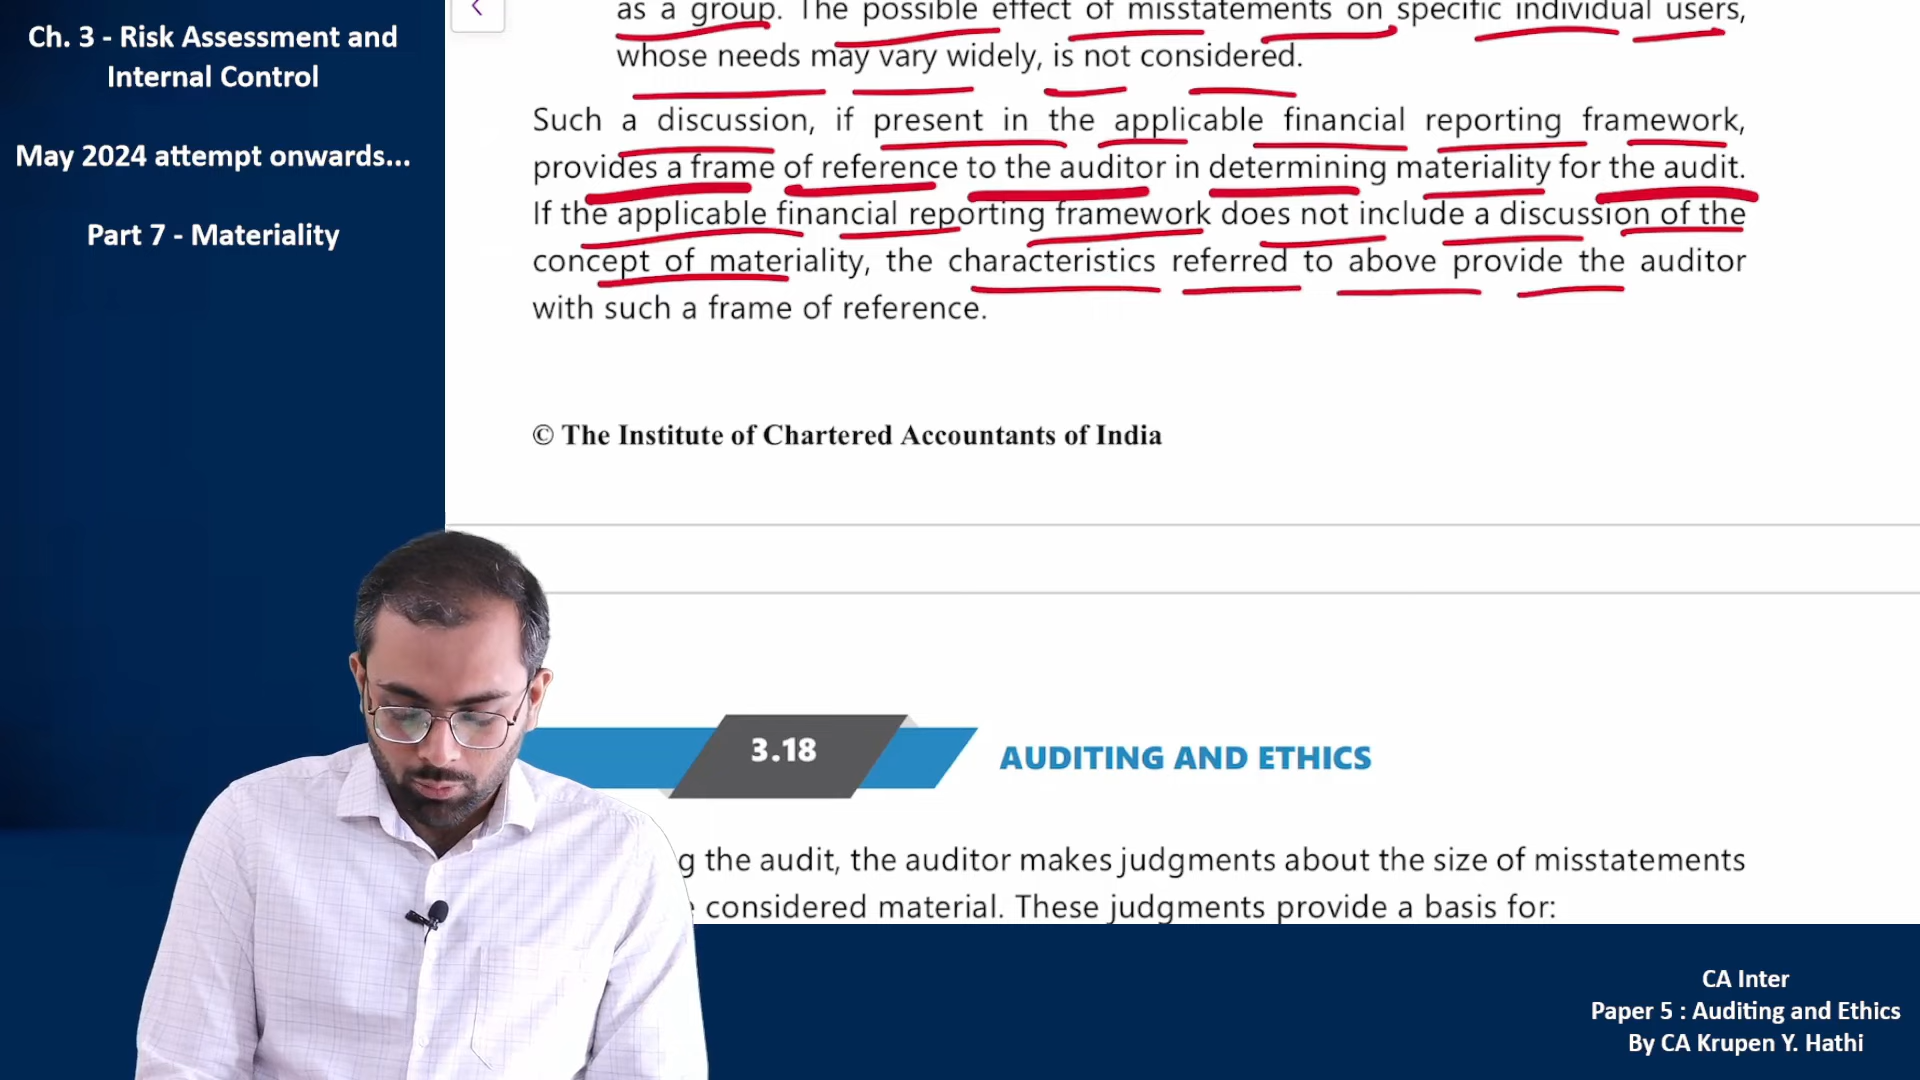 Ch. 3 - Risk Assessment and
Internal Control
May 2024 attempt onwards...
Part 7 - Materiality
as a group. The possible effect of misstatements on specific individual users,
whose needs may vary widely, is not considered.
Such a discussion, if present in the applicable financial reporting framework,
provides a frame of reference to the auditor in determining materiality for the audit.
If the applicable financial reporting framework does not include a discussion of the
concept of materiality, the characteristics referred to above provide the auditor
with such a frame of reference.
© The Institute of Chartered Accountants of India
3.18
AUDITING AND ETHICS
the audit, the auditor makes judgments about the size of misstatements
considered material. These judgments provide a basis for:
CA Inter
Paper 5 : Auditing and Ethics
By CA Krupen Y. Hathi